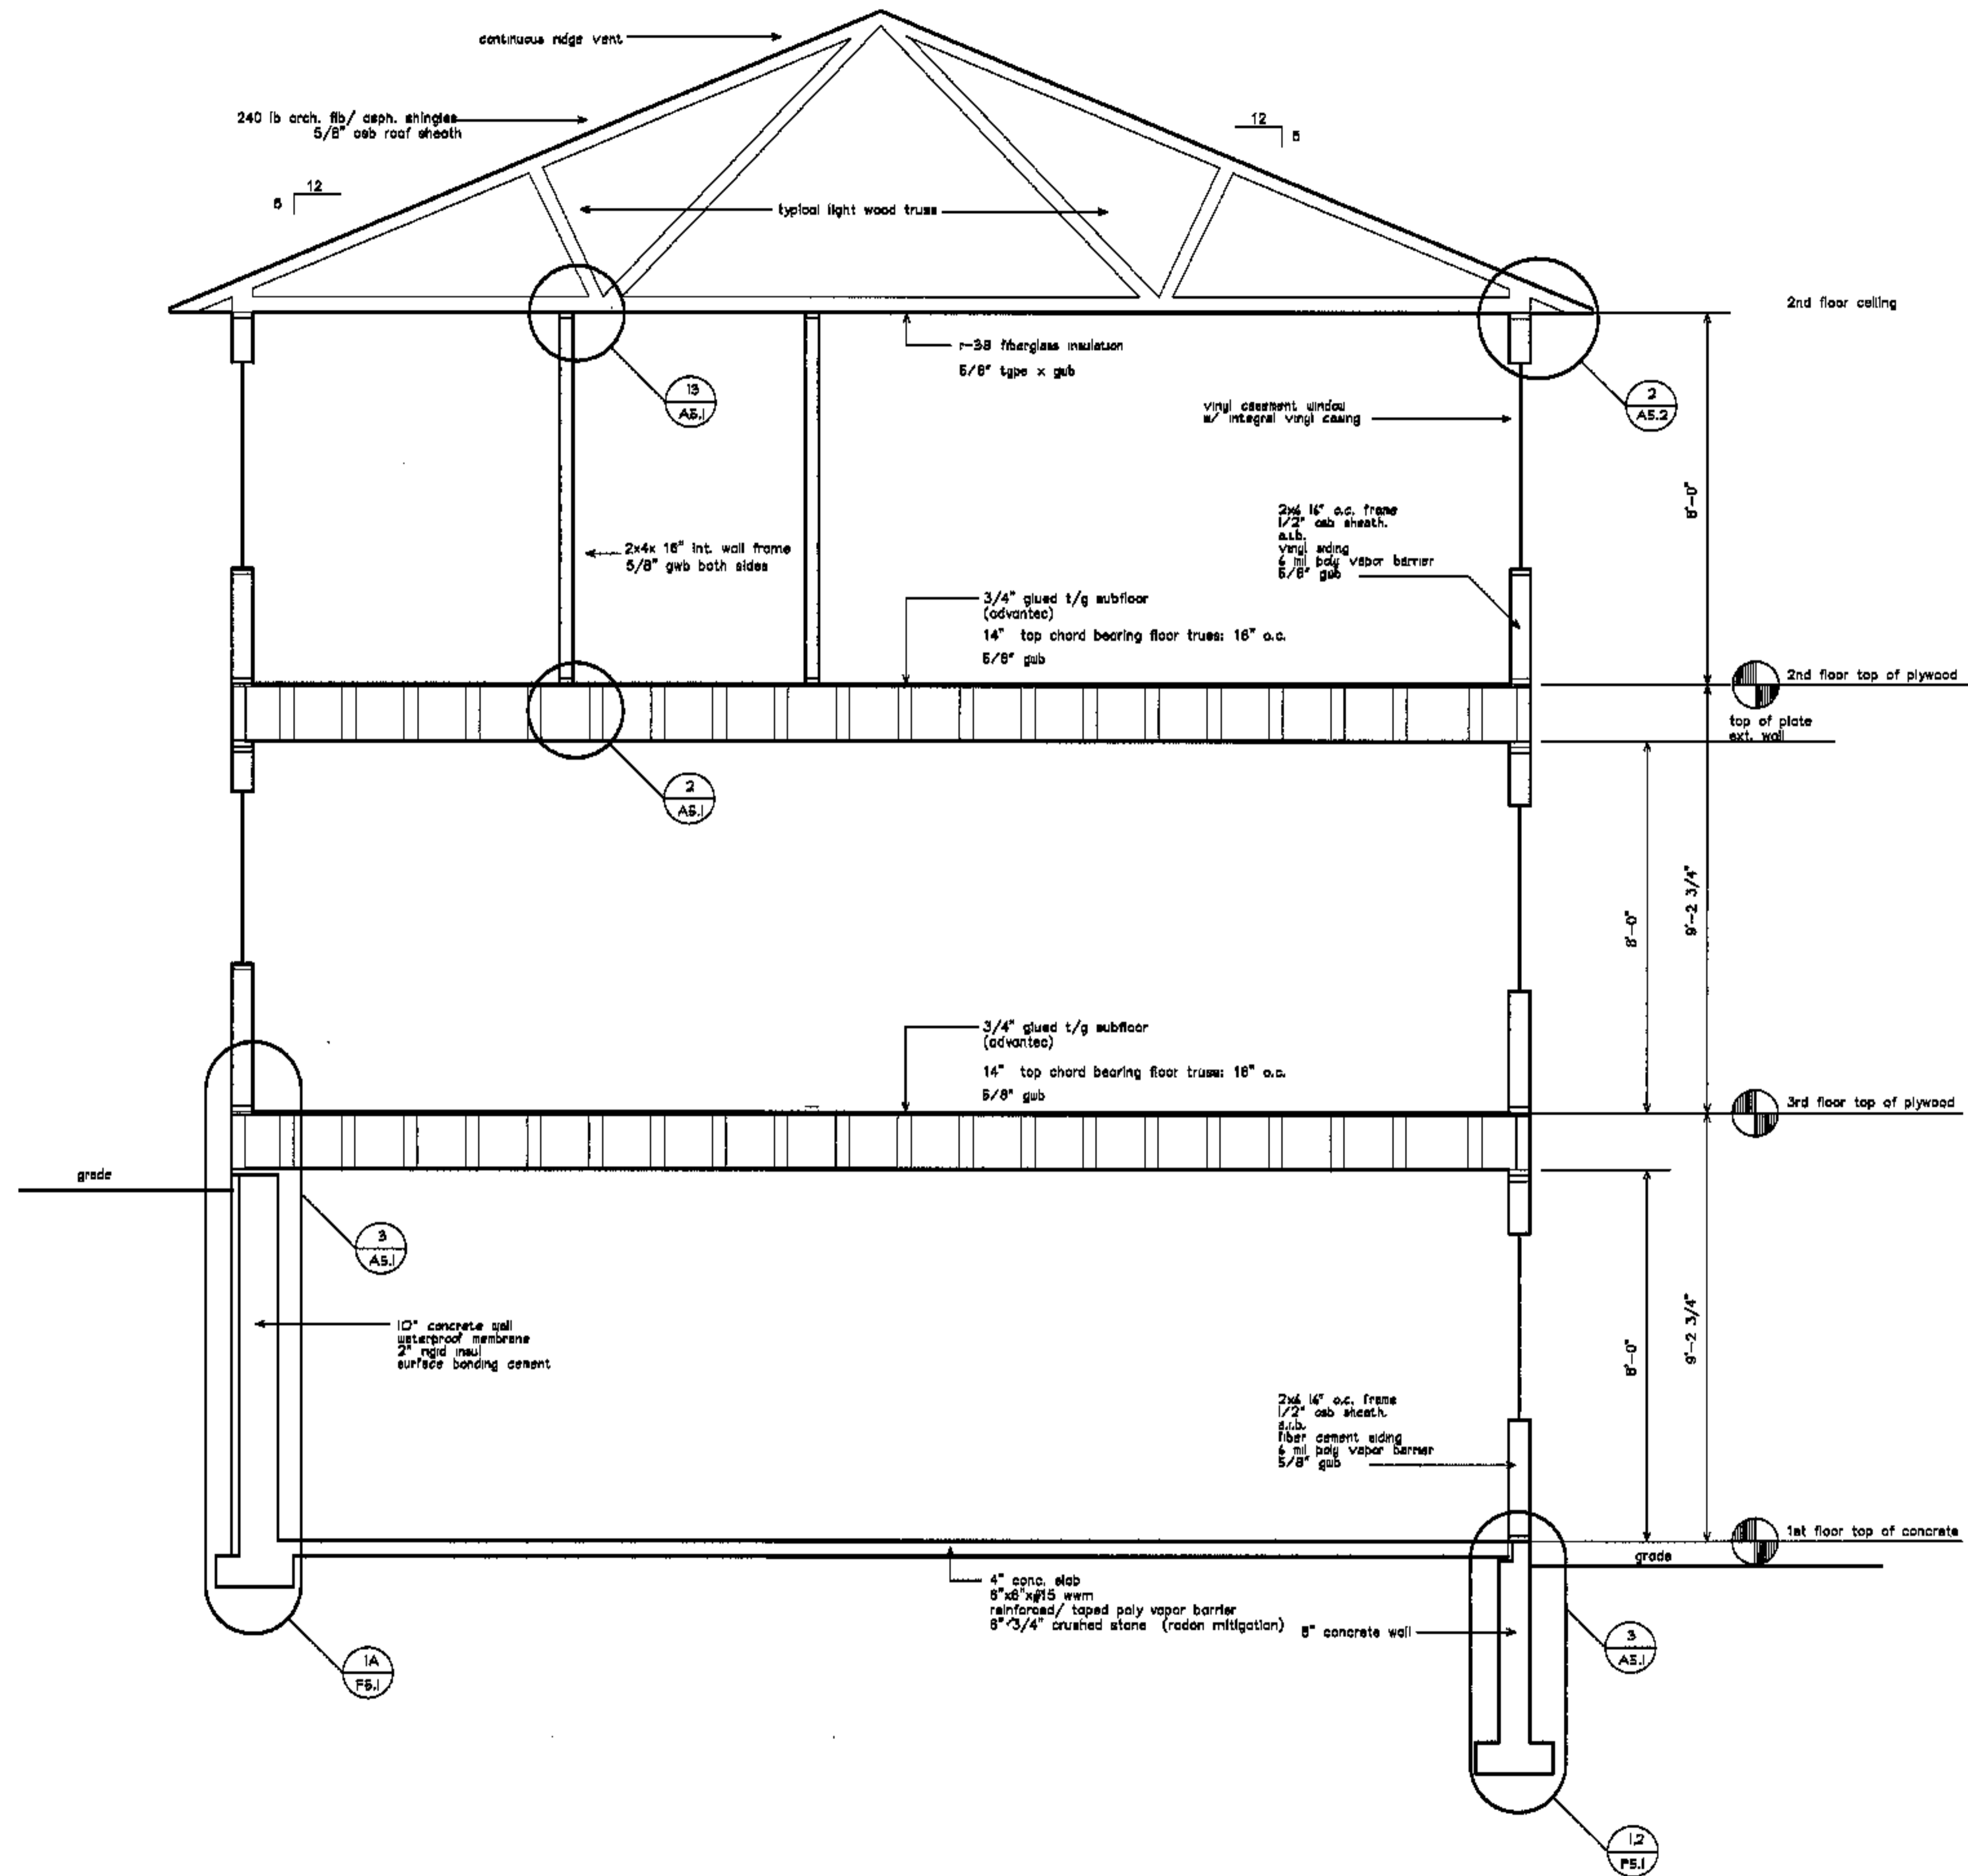 continuous ridge vent
240 lb arch. fib/ asph. shingles
5/8" osb roof sheath
12
5
12
5
typical light wood truss
2nd floor ceiling
r-38 fiberglass insulation
5/8" type x gwb
13
A5.1
2
A5.2
vinyl casement window
w/ integral vinyl casing
8'-0"
2x6 16" o.c. frame
1/2" osb sheath.
a.i.b.
vinyl siding
6 mil poly vapor barrier
5/8" gwb
2x4x 16" int. wall frame
5/8" gwb both sides
3/4" glued t/g subfloor
(advantec)
14" top chord bearing floor truss: 16" o.c.
5/8" gwb
2nd floor top of plywood
top of plate
ext. wall
2
A5.1
8'-0"
9'-2 3/4"
3/4" glued t/g subfloor
(advantec)
14" top chord bearing floor truss: 16" o.c.
5/8" gwb
3rd floor top of plywood
grade
3
A5.1
10" concrete wall
waterproof membrane
2" rigid insul
surface bonding cement
8'-0"
9'-2 3/4"
2x6 16" o.c. frame
1/2" osb sheath.
fiber cement siding
6 mil poly vapor barrier
5/8" gwb
1st floor top of concrete
grade
4" conc. slab
6"x6"x#15 wwm
reinforced/ taped poly vapor barrier
3/4" crushed stone (radon mitigation)
8" concrete wall
3
A5.1
1A
F5.1
1.2
F5.1